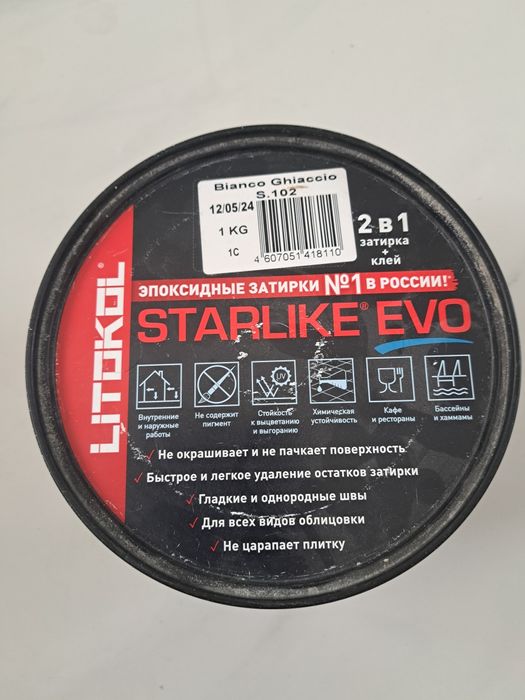 Bianco Ghiaccio
S.102
12/05/24
1 KG
1C
4 607051 418110
2 в 1
затирка
+
клей
ЭПОКСИДНЫЕ ЗАТИРКИ №1 В РОССИИ!*
LITOKOL
STARLIKE® EVO
UV
Внутренние
и наружные
работы
Не содержит
пигмент
Стойкость
к выцветанию
и выгоранию
Химическая
устойчивость
Кафе
и рестораны
Бассейны
и хаммамы
✓ Не окрашивает и не пачкает поверхность
✓ Быстрое и легкое удаление остатков затирки
✓ Гладкие и однородные швы
✓ Для всех видов облицовки
✓ Не царапает плитку